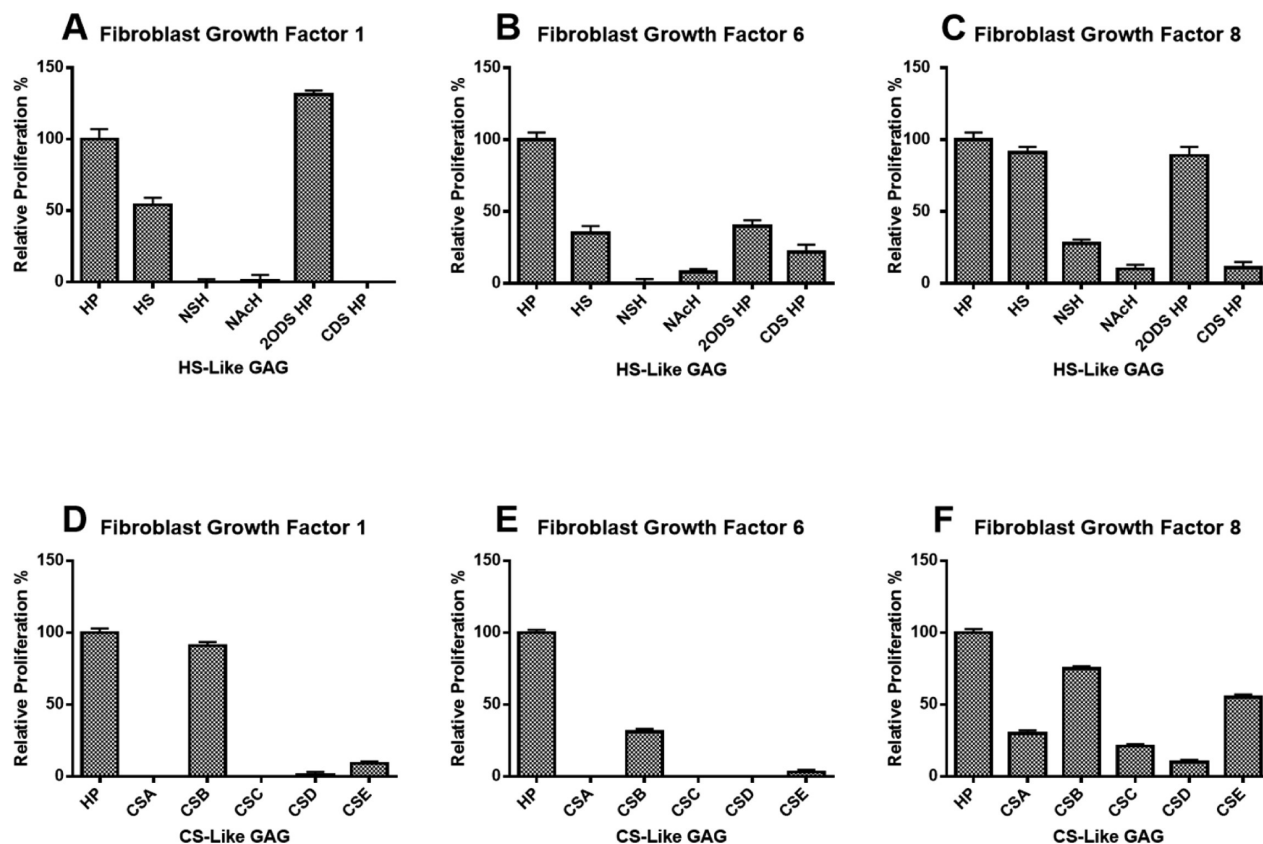 A Fibroblast Growth Factor 1
Relative Proliferation %
150
100
50
0
HP
HS
NSH
NAcH
2ODS HP
CDS HP
HS-Like GAG
B Fibroblast Growth Factor 6
Relative Proliferation %
150
100
50
0
HP
HS
NSH
NAcH
2ODS HP
CDS HP
HS-Like GAG
C Fibroblast Growth Factor 8
Relative Proliferation %
150
100
50
0
HP
HS
NSH
NAcH
2ODS HP
CDS HP
HS-Like GAG
D Fibroblast Growth Factor 1
Relative Proliferation %
150
100
50
0
HP
CSA
CSB
CSC
CSD
CSE
CS-Like GAG
E Fibroblast Growth Factor 6
Relative Proliferation %
150
100
50
0
HP
CSA
CSB
CSC
CSD
CSE
CS-Like GAG
F Fibroblast Growth Factor 8
Relative Proliferation %
150
100
50
0
HP
CSA
CSB
CSC
CSD
CSE
CS-Like GAG